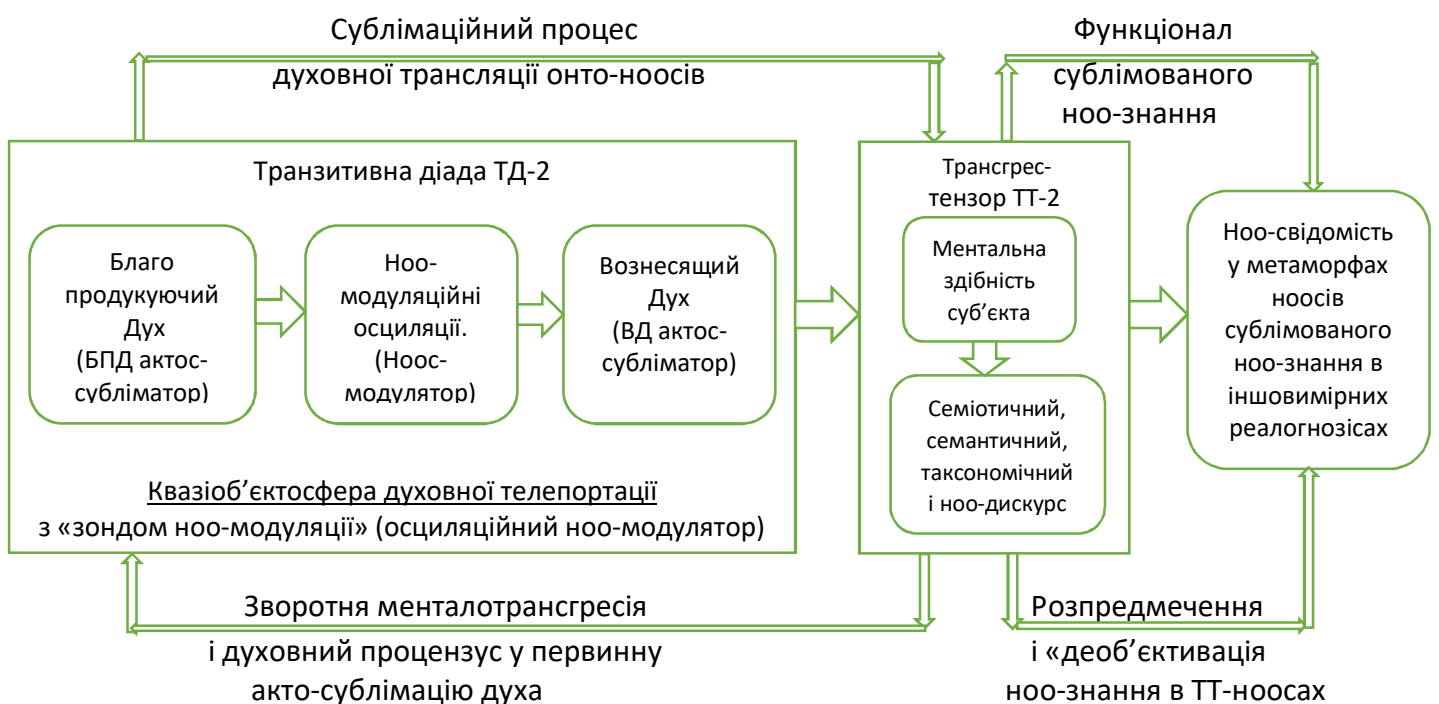 Сублімаційний процес
духовної трансляції онто-ноосів
Функціонал
сублімованого
ноо-знання
Транзитивна діада ТД-2
Благо
продукуючий
Дух
(БПД актос-
субліматор)
Ноо-
модуляційні
осциляції.
(Ноос-
модулятор)
Вознесящий
Дух
(ВД актос-
субліматор)
Квазіоб’єктосфера духовної телепортації
з «зондом ноо-модуляції» (осциляційний ноо-модулятор)
Трансгрес-
тензор ТТ-2
Ментальна
здібність
суб’єкта
Семіотичний,
семантичний,
таксономічний
і ноо-дискурс
Ноо-свідомість
у метаморфах
ноосів
сублімованого
ноо-знання в
іншовимірних
реалогнозісах
Зворотня менталотрансгресія
і духовний процензус у первинну
акто-сублімацію духа
Розпредмечення
і «деоб’єктивація
ноо-знання в ТТ-ноосах